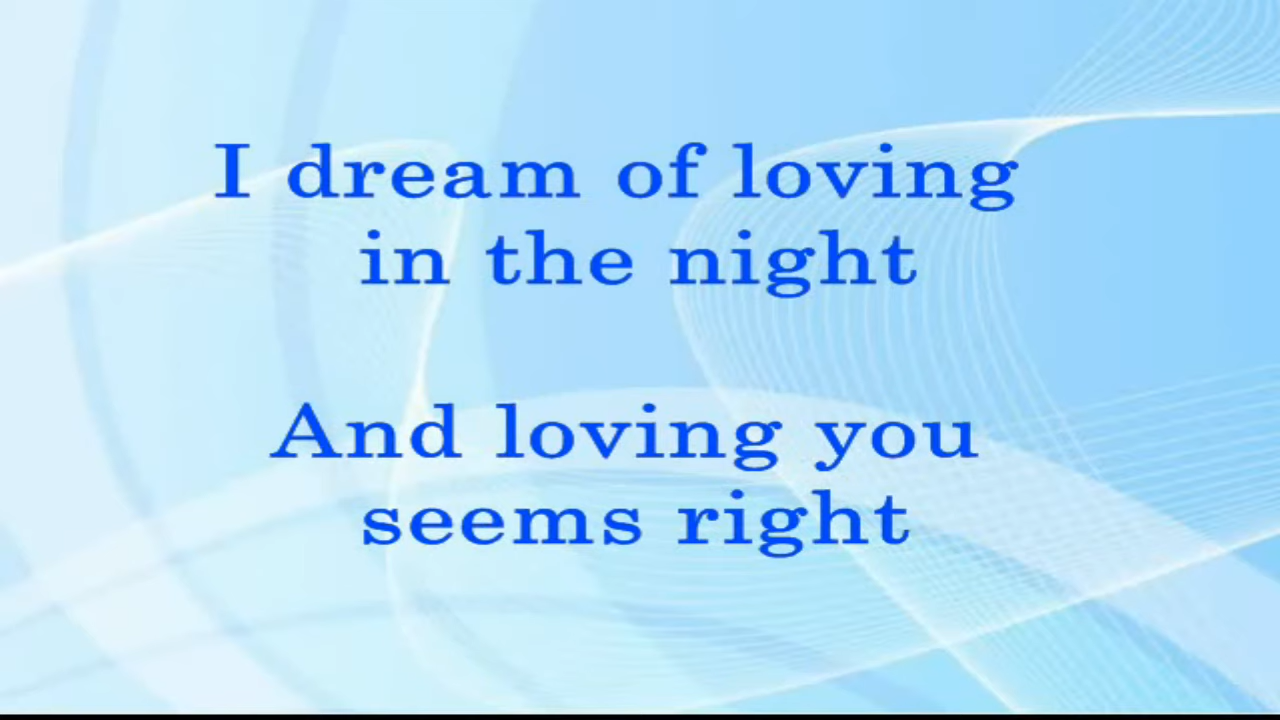 I dream of loving
in the night
And loving you
seems right